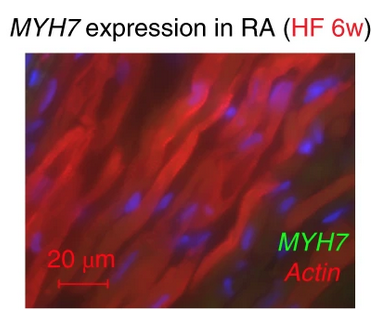 MYH7 expression in RA (HF 6w)
MYH7
Actin
20 μm